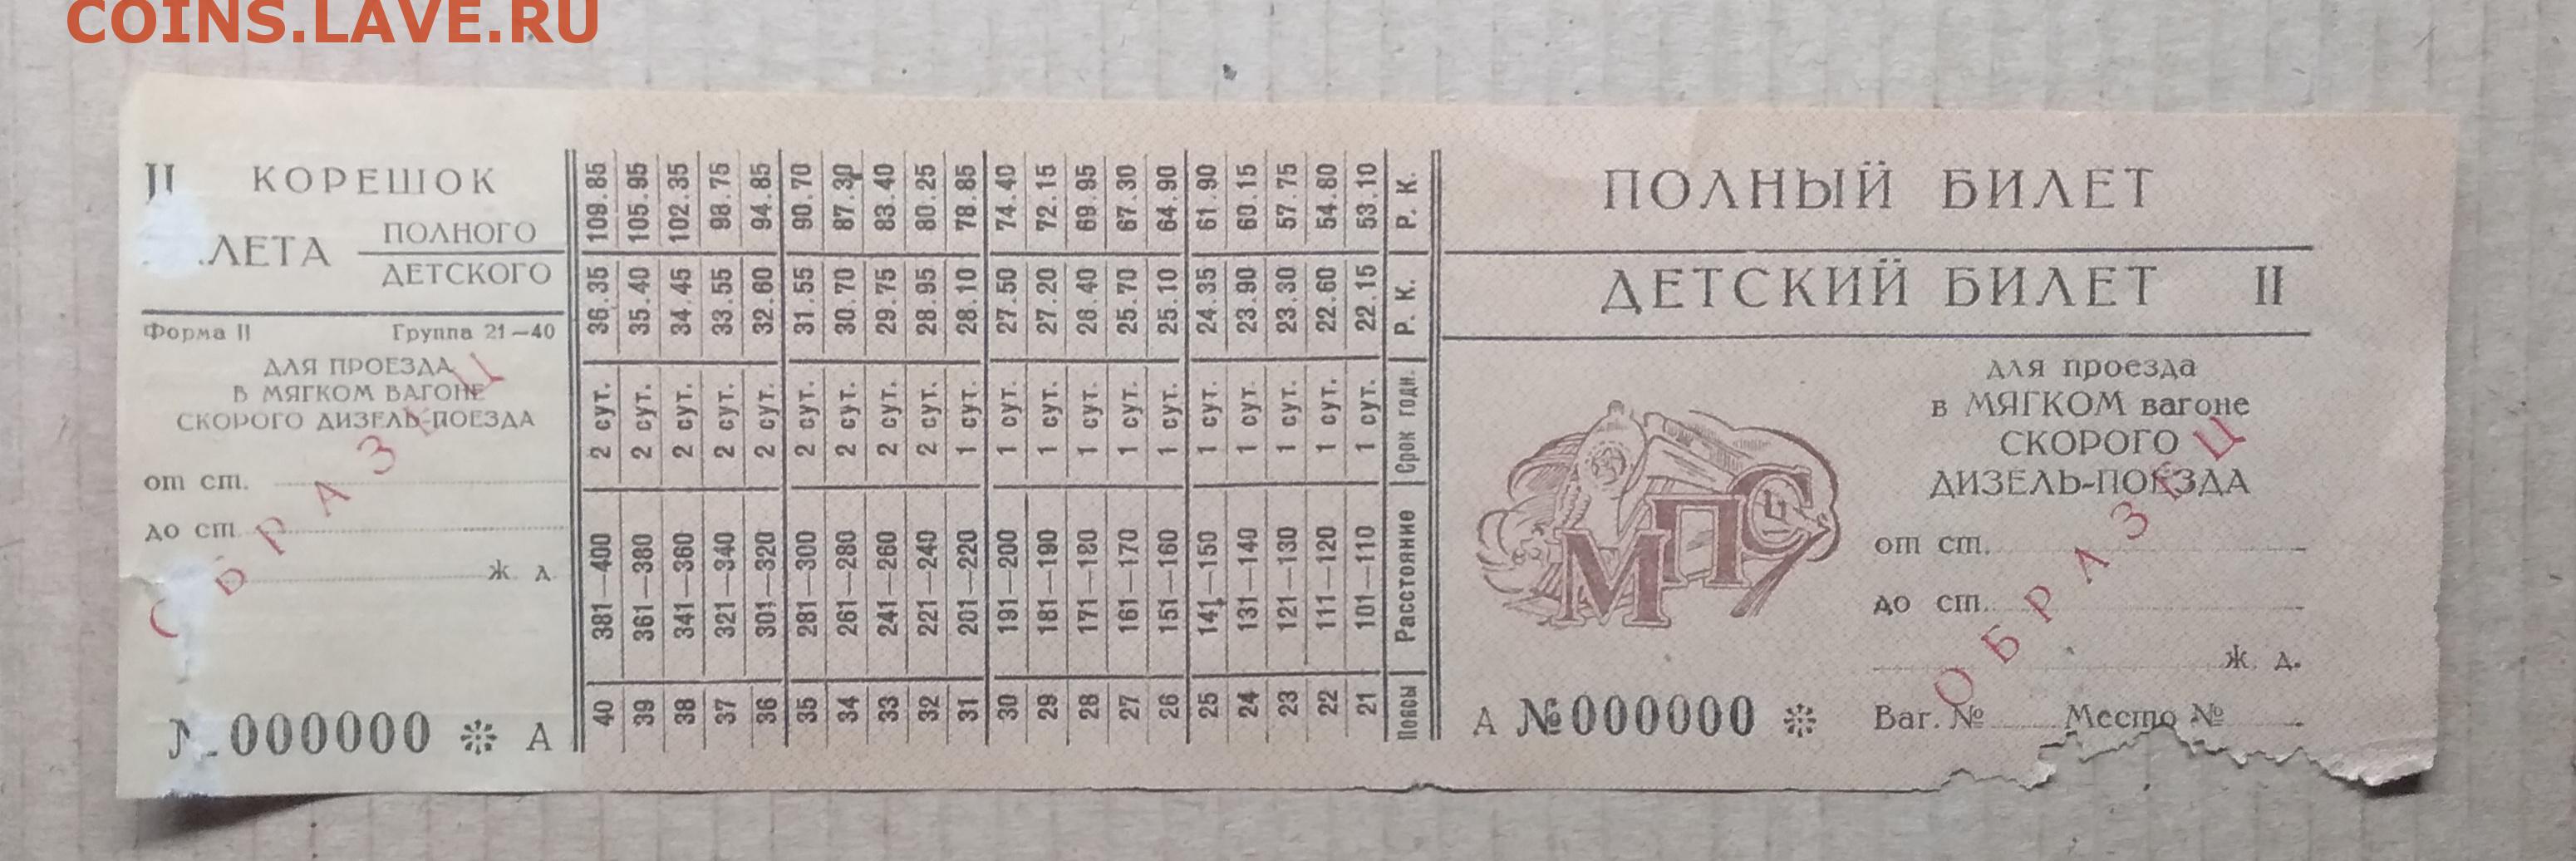 COINS.LAVE.RU
II КОРЕШОК
ЛЕТА ПОЛНОГО
ДЕТСКОГО
Форма II Группа 21—40
ДЛЯ ПРОЕЗДА
В МЯГКОМ ВАГОНЕ
СКОРОГО ДИЗЕЛЬ-ПОЕЗДА
от ст.
до ст.
Ж. Д.
ОБРАЗЕЦ
№ 000000 А
40 381—400 2 сут. 36.35 109.85
39 361—380 2 сут. 35.40 105.95
38 341—360 2 сут. 34.45 102.35
37 321—340 2 сут. 33.55 98.75
36 301—320 2 сут. 32.60 94.85
35 281—300 2 сут. 31.55 90.70
34 261—280 2 сут. 30.70 87.30
33 241—260 2 сут. 29.75 83.40
32 221—240 2 сут. 28.95 80.25
31 201—220 1 сут. 28.10 78.85
30 191—200 1 сут. 27.50 74.40
29 181—190 1 сут. 27.20 72.15
28 171—180 1 сут. 26.40 69.95
27 161—170 1 сут. 25.70 67.30
26 151—160 1 сут. 25.10 64.90
25 141—150 1 сут. 24.35 61.90
24 131—140 1 сут. 23.90 60.15
23 121—130 1 сут. 23.30 57.75
22 111—120 1 сут. 22.60 54.80
21 101—110 1 сут. 22.15 53.10
Поясы Расстояние Срок годн. Р. К. Р. К.
ПОЛНЫЙ БИЛЕТ
ДЕТСКИЙ БИЛЕТ II
для проезда
в МЯГКОМ вагоне
СКОРОГО
ДИЗЕЛЬ-ПОЕЗДА
МПС
от ст.
до ст.
Ж. Д.
ОБРАЗЕЦ
А №000000
Ваг. № Место №